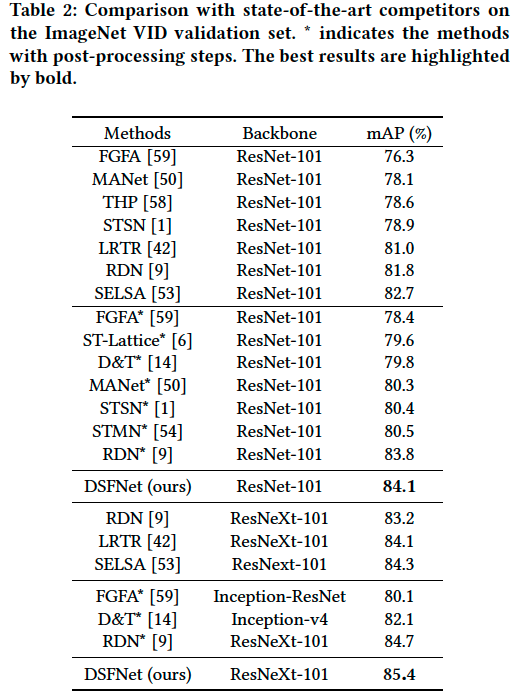 Table 2: Comparison with state-of-the-art competitors on
the ImageNet VID validation set. * indicates the methods
with post-processing steps. The best results are highlighted
by bold.
Methods Backbone mAP (%)
FGFA [59] ResNet-101 76.3
MANet [50] ResNet-101 78.1
THP [58] ResNet-101 78.6
STSN [1] ResNet-101 78.9
LRTR [42] ResNet-101 81.0
RDN [9] ResNet-101 81.8
SELSA [53] ResNet-101 82.7
FGFA* [59] ResNet-101 78.4
ST-Lattice* [6] ResNet-101 79.6
D&T* [14] ResNet-101 79.8
MANet* [50] ResNet-101 80.3
STSN* [1] ResNet-101 80.4
STMN* [54] ResNet-101 80.5
RDN* [9] ResNet-101 83.8
DSFNet (ours) ResNet-101 84.1
RDN [9] ResNeXt-101 83.2
LRTR [42] ResNeXt-101 84.1
SELSA [53] ResNext-101 84.3
FGFA* [59] Inception-ResNet 80.1
D&T* [14] Inception-v4 82.1
RDN* [9] ResNeXt-101 84.7
DSFNet (ours) ResNeXt-101 85.4